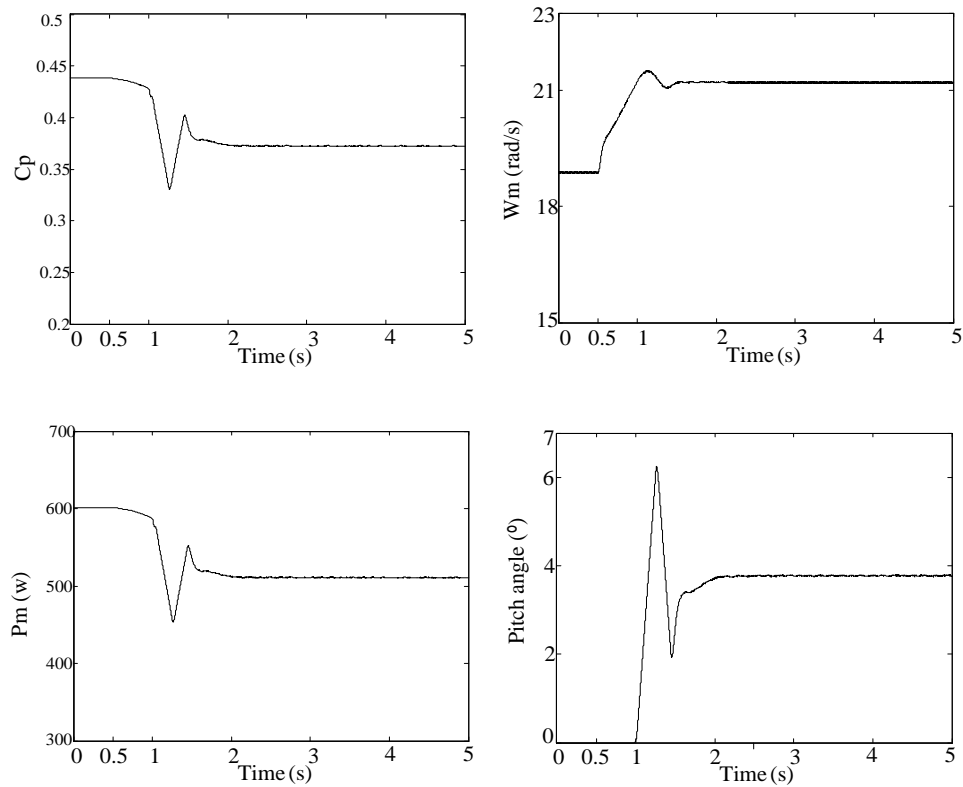 0.5
0.45
0.4
0.35
0.3
0.25
0.2
Cp
0 0.5 1 2 3 4 5
Time (s)
23
21
18
15
Wm (rad/s)
0 0.5 1 2 3 4 5
Time (s)
700
600
500
400
300
Pm (w)
0 0.5 1 2 3 4 5
Time (s)
7
6
4
2
0
Pitch angle (º)
0 0.5 1 2 3 4 5
Time (s)